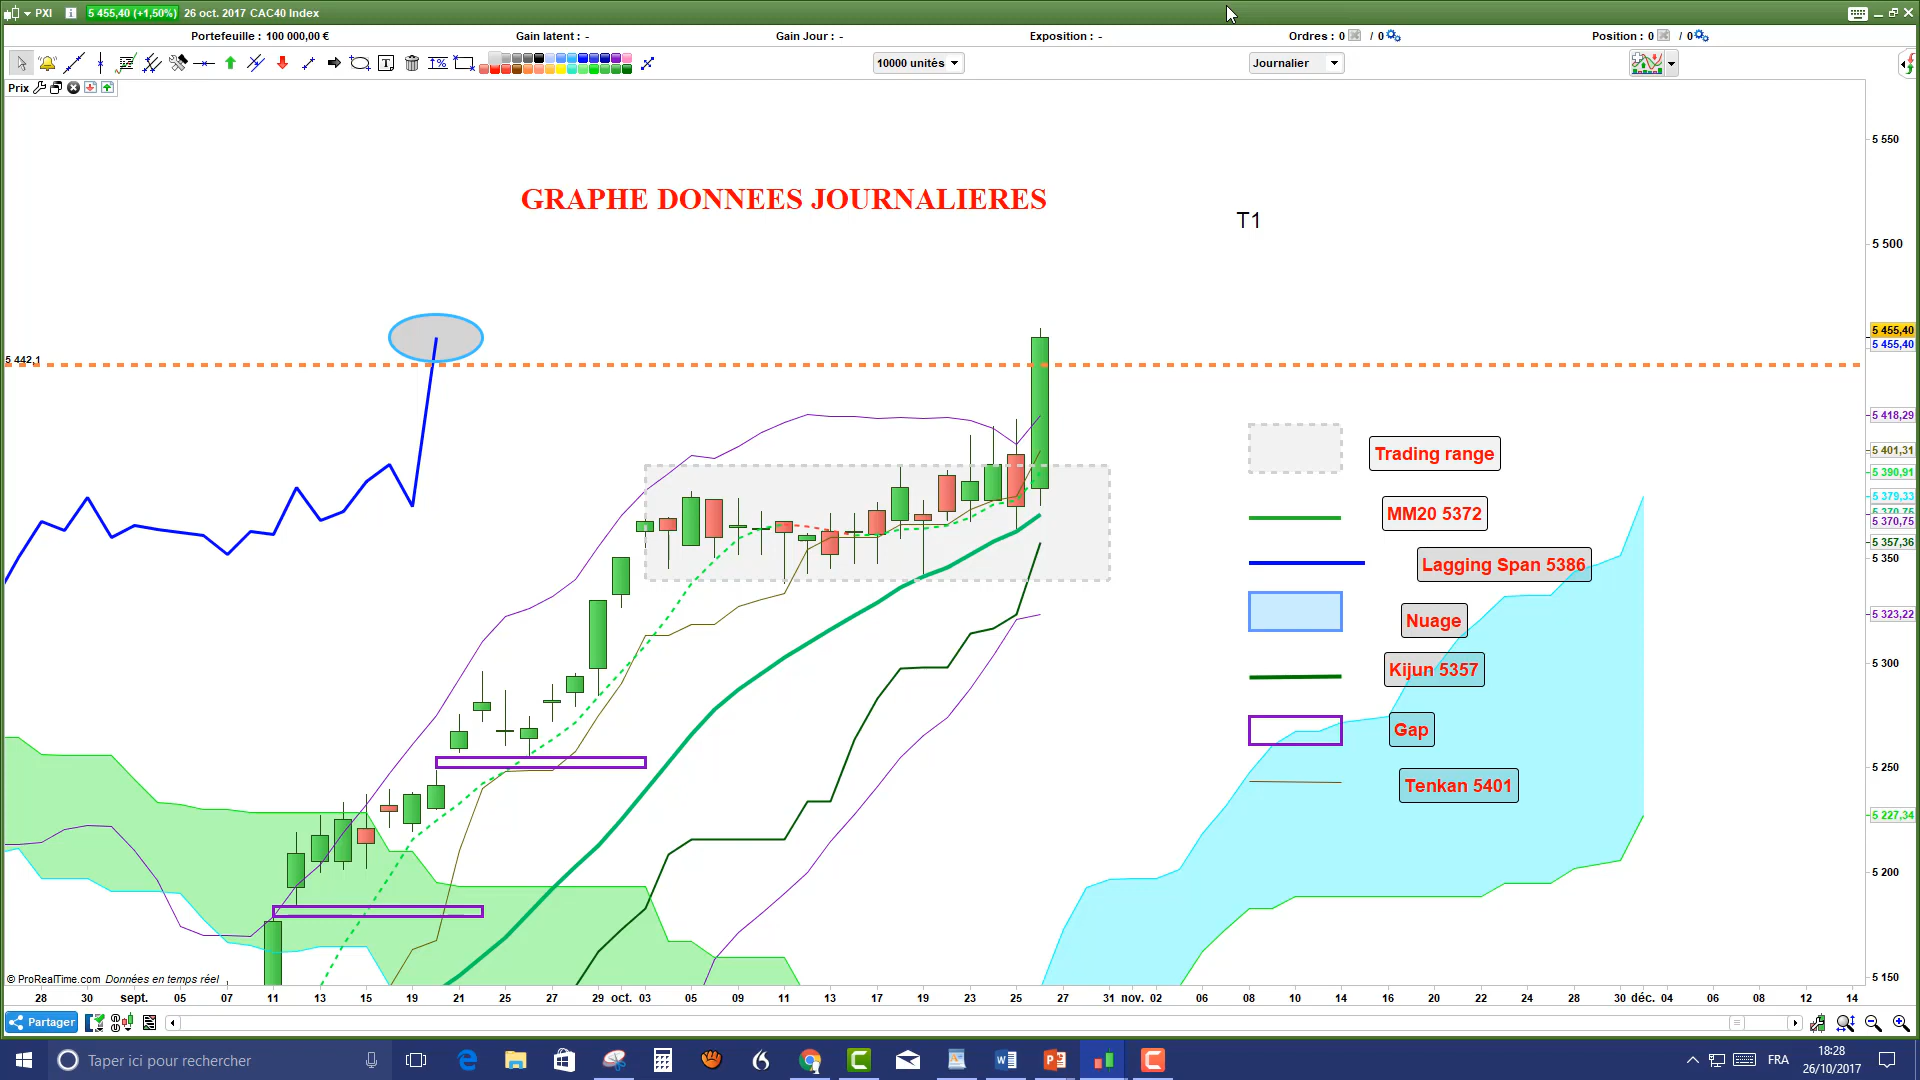 PXI 5 455,40 (+1,50%) 26 oct. 2017 CAC40 Index
Portefeuille : 100 000,00 € Gain latent : - Gain Jour : - Exposition : - Ordres : 0 / 0 Position : 0 / 0
10000 unités Journalier
Prix
5 550
GRAPHE DONNEES JOURNALIERES
T1
5 500
5 455,40
5 455,40
5 442,1
5 418,29
5 401,31
5 390,91
5 379,33
5 370,75
5 357,36
5 350
5 323,22
5 300
5 250
5 227,34
5 200
5 150
Trading range
MM20 5372
Lagging Span 5386
Nuage
Kijun 5357
Gap
Tenkan 5401
© ProRealTime.com Données en temps réel
28 30 sept. 05 07 11 13 15 19 21 25 27 29 oct. 03 05 09 11 13 17 19 23 25 27 31 nov. 02 06 08 10 14 16 20 22 24 28 30 déc. 04 06 08 12 14
Partager
Taper ici pour rechercher
FRA
18:28
26/10/2017